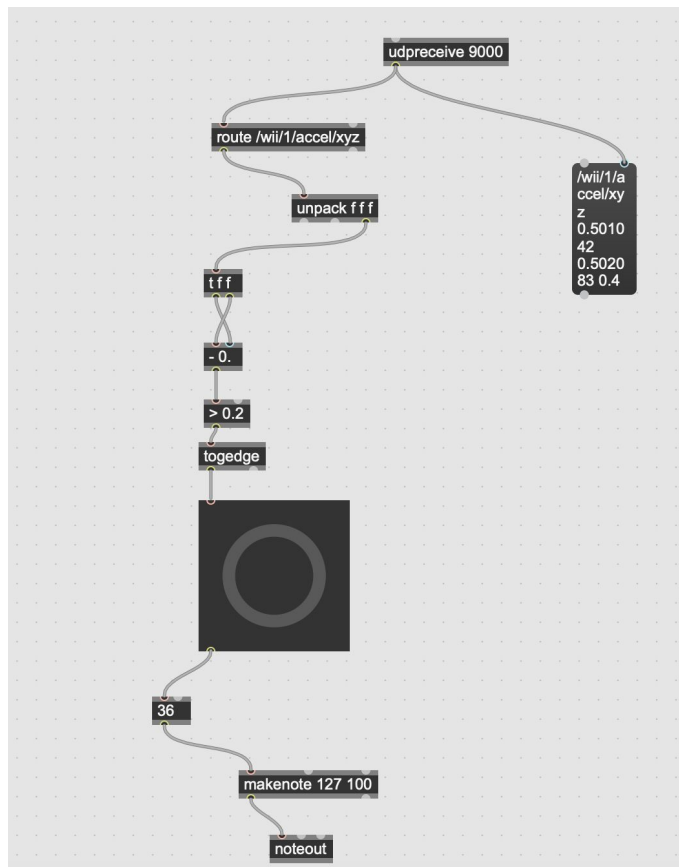 udpreceive 9000
route /wii/1/accel/xyz
/wii/1/a
ccel/xy
z
0.5010
42
0.5020
83 0.4
unpack f f f
t f f
- 0.
> 0.2
togedge
36
makenote 127 100
noteout